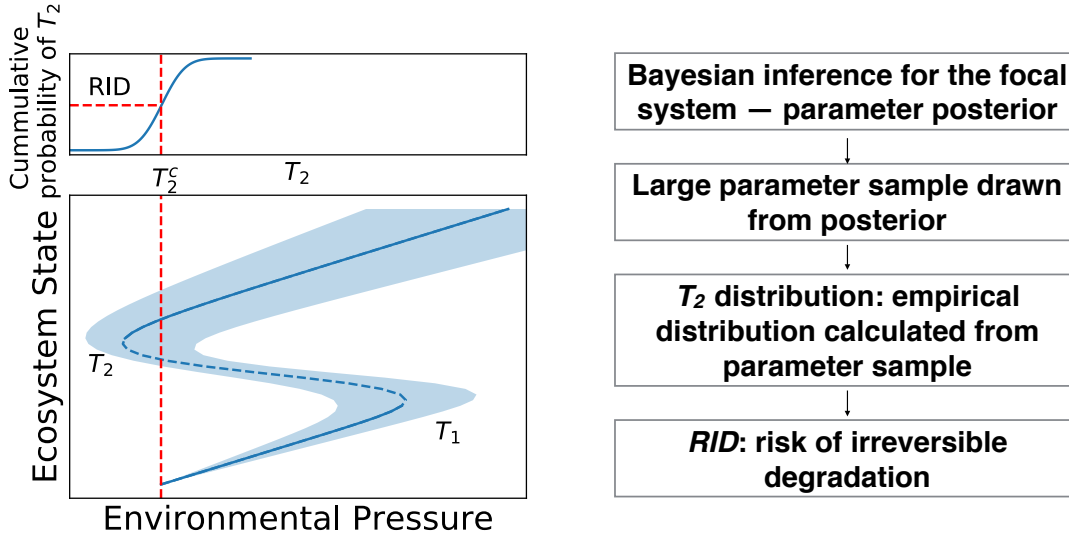 Cummulative
probability of T₂
RID
T₂ᶜ
T₂
Ecosystem State
T₂
T₁
Environmental Pressure
Bayesian inference for the focal
system — parameter posterior
Large parameter sample drawn
from posterior
T₂ distribution: empirical
distribution calculated from
parameter sample
RID: risk of irreversible
degradation